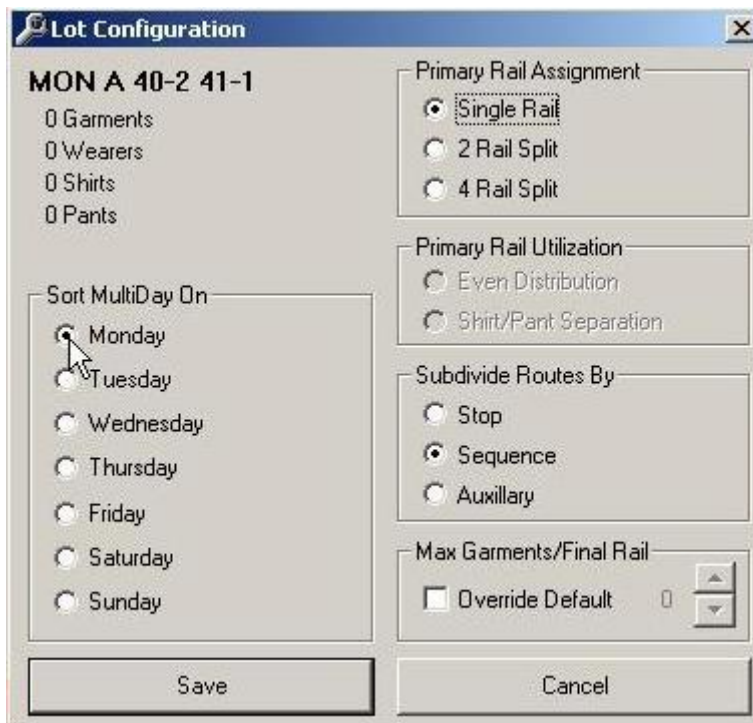 Lot Configuration
MON A 40-2 41-1
0 Garments
0 Wearers
0 Shirts
0 Pants
Sort MultiDay On
Monday
Tuesday
Wednesday
Thursday
Friday
Saturday
Sunday
Primary Rail Assignment
Single Rail
2 Rail Split
4 Rail Split
Primary Rail Utilization
Even Distribution
Shirt/Pant Separation
Subdivide Routes By
Stop
Sequence
Auxillary
Max Garments/Final Rail
Override Default 0
Save
Cancel